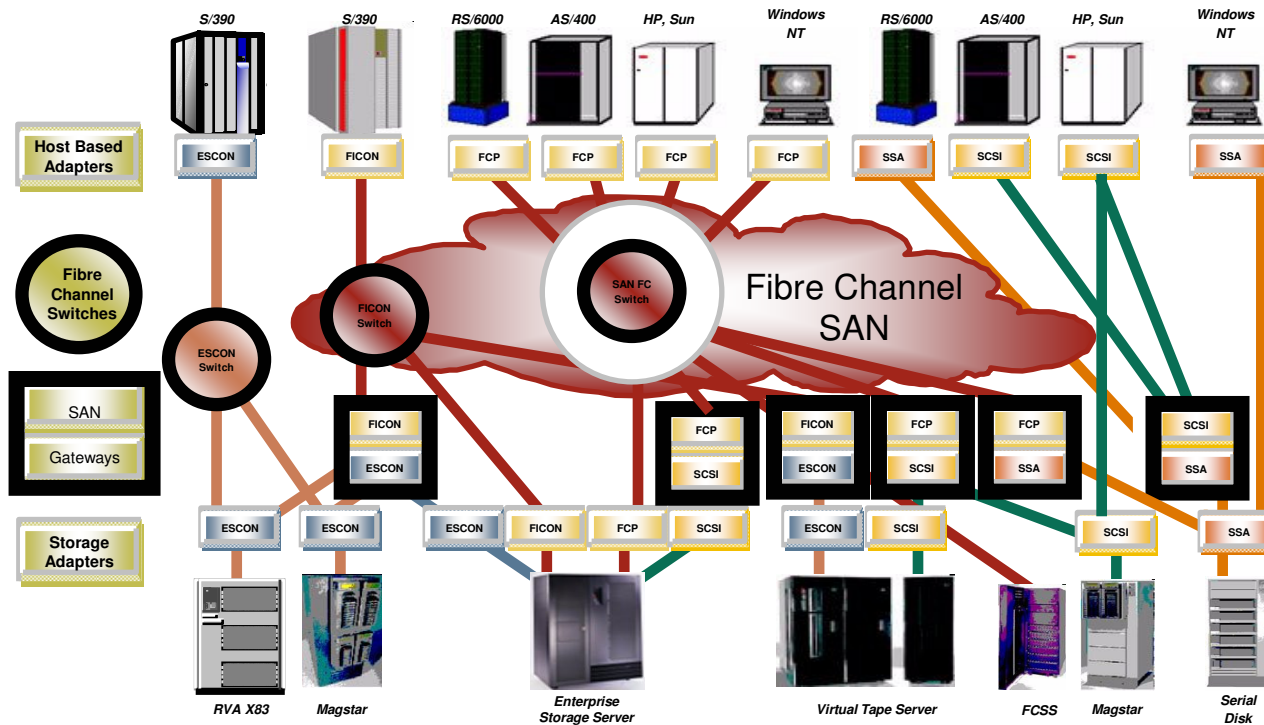 S/390
S/390
RS/6000
AS/400
HP, Sun
Windows
NT
RS/6000
AS/400
HP, Sun
Windows
NT
Host Based
Adapters
ESCON
FICON
FCP
FCP
FCP
FCP
SSA
SCSI
SCSI
SSA
Fibre
Channel
Switches
ESCON
Switch
FICON
Switch
SAN FC
Switch
Fibre Channel
SAN
SAN
Gateways
FICON
ESCON
FCP
SCSI
FICON
ESCON
FCP
SCSI
FCP
SSA
SCSI
SSA
Storage
Adapters
ESCON
ESCON
ESCON
FICON
FCP
SCSI
ESCON
SCSI
SCSI
SSA
RVA X83
Magstar
Enterprise
Storage Server
Virtual Tape Server
FCSS
Magstar
Serial
Disk